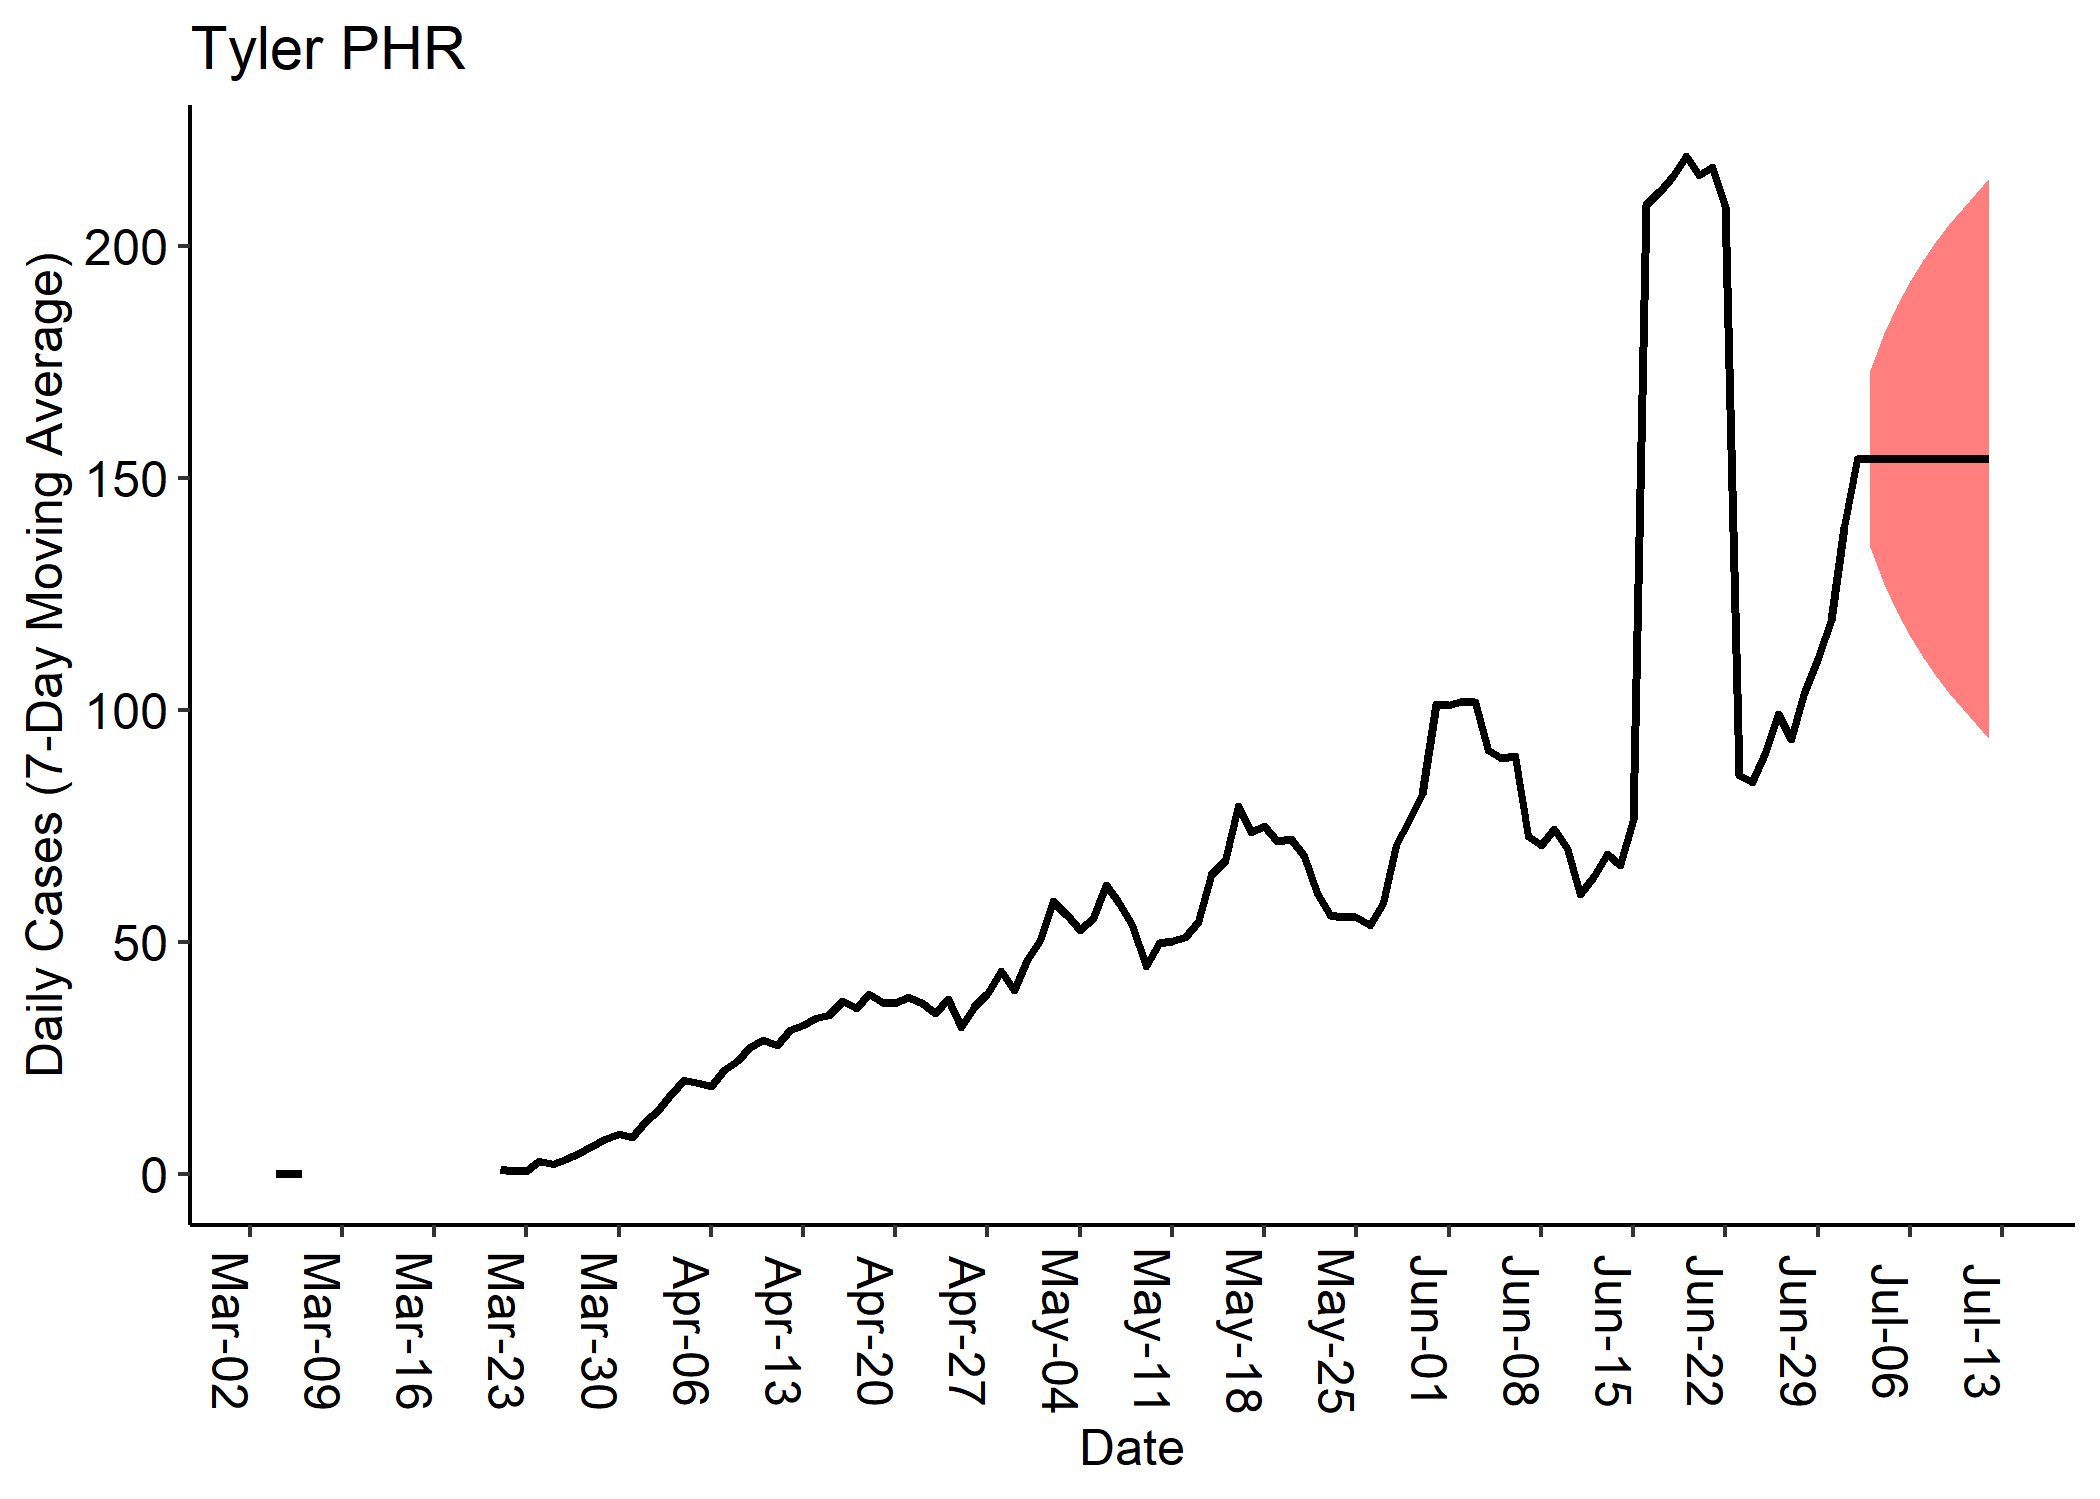 Tyler PHR
Daily Cases (7-Day Moving Average)
200
150
100
50
0
Mar-02
Mar-09
Mar-16
Mar-23
Mar-30
Apr-06
Apr-13
Apr-20
Apr-27
May-04
May-11
May-18
May-25
Jun-01
Jun-08
Jun-15
Jun-22
Jun-29
Jul-06
Jul-13
Date